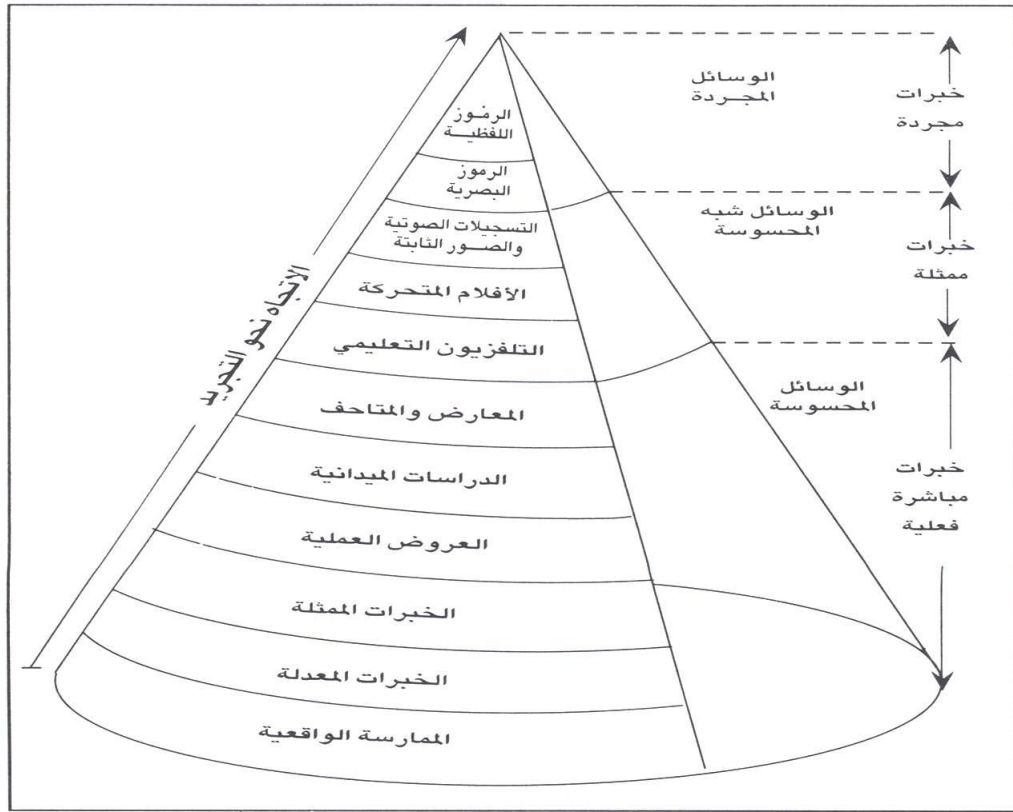 الوسائل
المجردة
خبرات
مجردة
الرموز
اللفظية
الرموز
البصرية
الوسائل شبه
المحسوسة
خبرات
ممثلة
التسجيلات الصوتية
والصور الثابتة
الأفلام المتحركة
التلفزيون التعليمي
الوسائل
المحسوسة
خبرات
مباشرة
فعلية
المعارض والمتاحف
الدراسات الميدانية
العروض العملية
الخبرات الممثلة
الخبرات المعدلة
الممارسة الواقعية
الاتجاه نحو التجريد